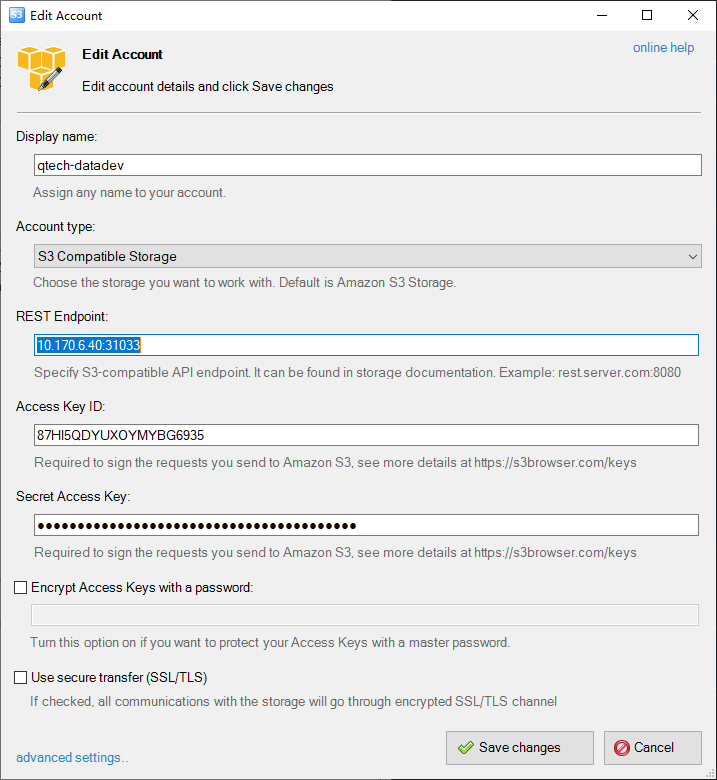 S3 Edit Account
Edit Account
online help
Edit account details and click Save changes
Display name:
qtech-datadev
Assign any name to your account.
Account type:
S3 Compatible Storage
Choose the storage you want to work with. Default is Amazon S3 Storage.
REST Endpoint:
10.170.6.40:31033
Specify S3-compatible API endpoint. It can be found in storage documentation. Example: rest.server.com:8080
Access Key ID:
87HI5QDYUXOYMYBG6935
Required to sign the requests you send to Amazon S3, see more details at https://s3browser.com/keys
Secret Access Key:
●●●●●●●●●●●●●●●●●●●●●●●●●●●●●●●●●●●●●●●●
Required to sign the requests you send to Amazon S3, see more details at https://s3browser.com/keys
Encrypt Access Keys with a password:
Turn this option on if you want to protect your Access Keys with a master password.
Use secure transfer (SSL/TLS)
If checked, all communications with the storage will go through encrypted SSL/TLS channel
advanced settings..
Save changes
Cancel